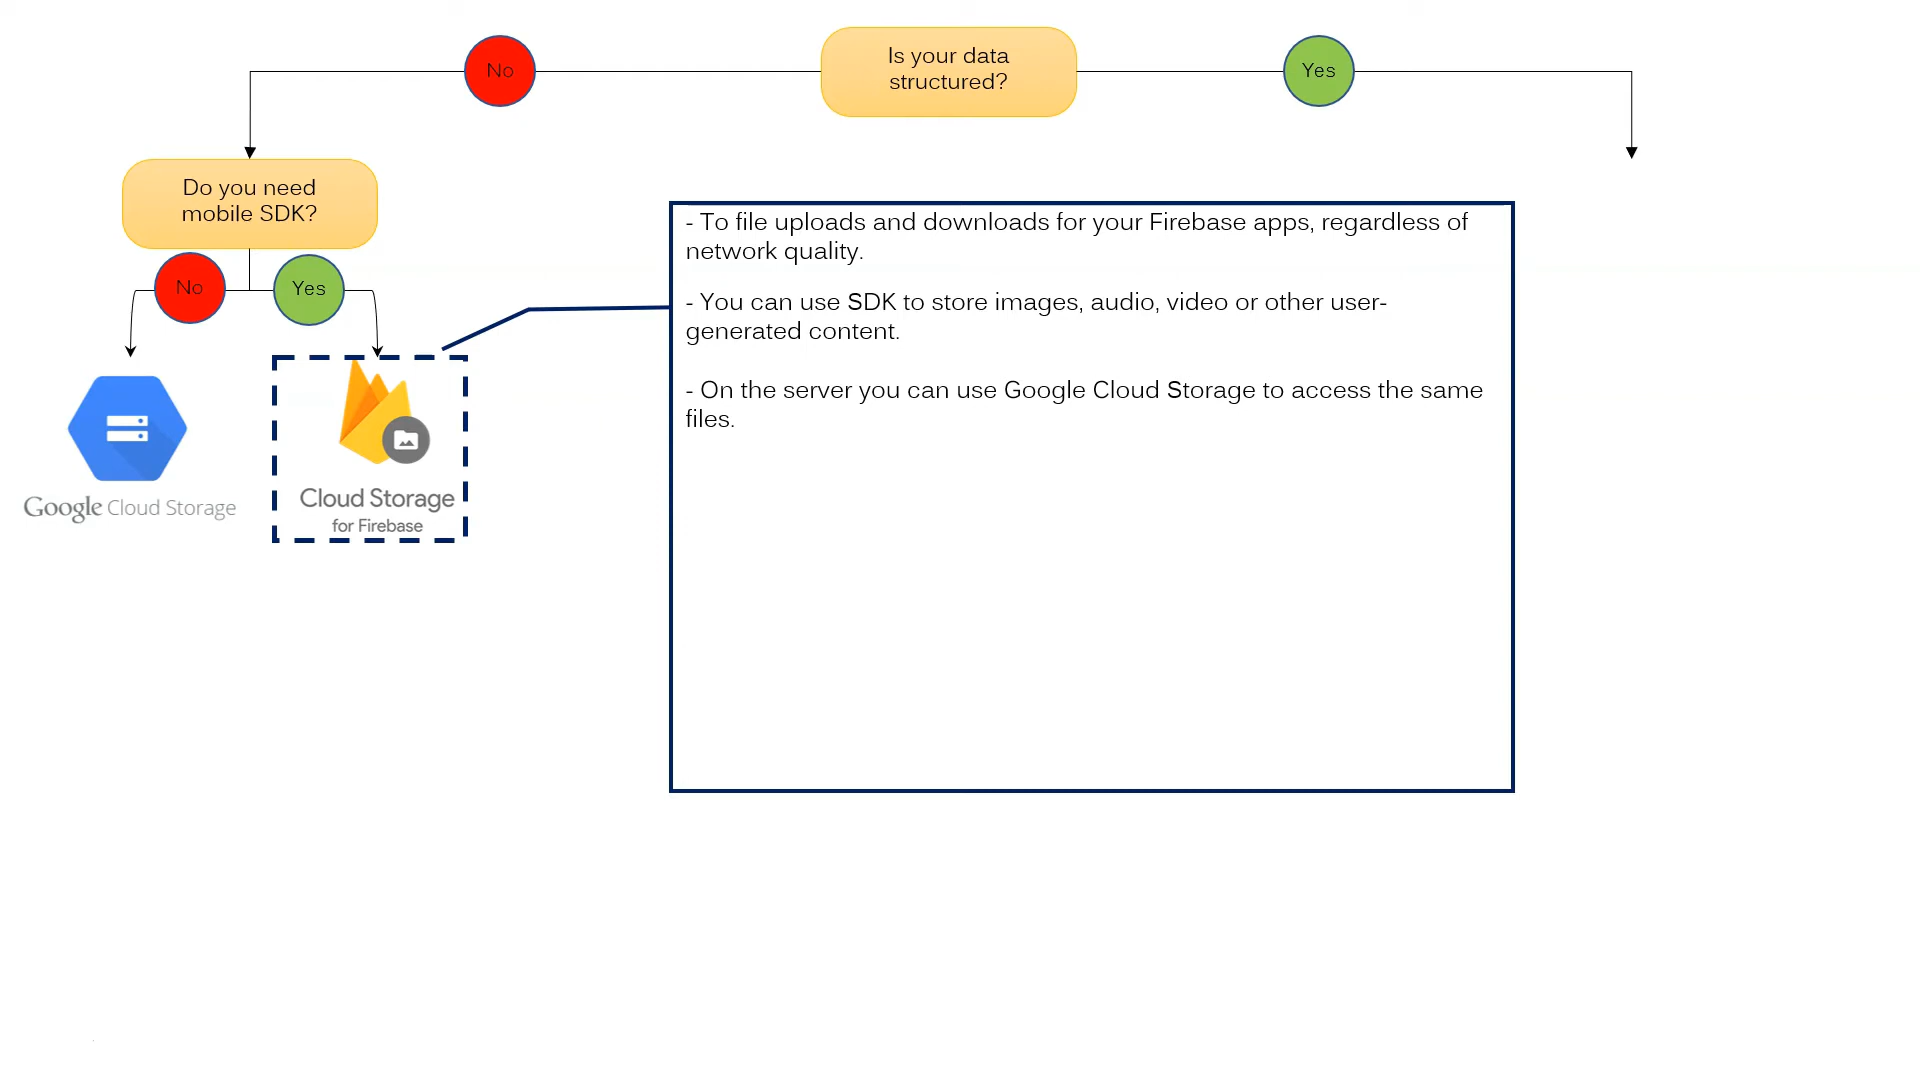 Is your data
structured?
No
Yes
Do you need
mobile SDK?
No
Yes
- To file uploads and downloads for your Firebase apps, regardless of
network quality.
- You can use SDK to store images, audio, video or other user-
generated content.
- On the server you can use Google Cloud Storage to access the same
files.
Google Cloud Storage
Cloud Storage
for Firebase